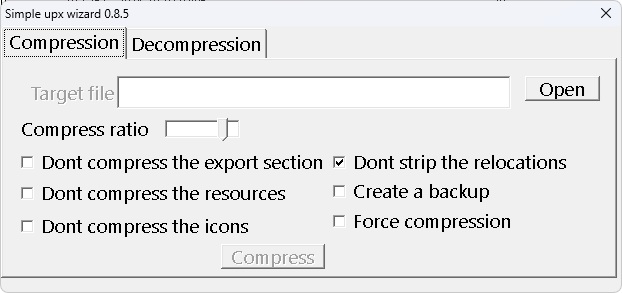 Simple upx wizard 0.8.5
Compression Decompression
Target file Open
Compress ratio
Dont compress the export section Dont strip the relocations
Dont compress the resources Create a backup
Dont compress the icons Force compression
Compress